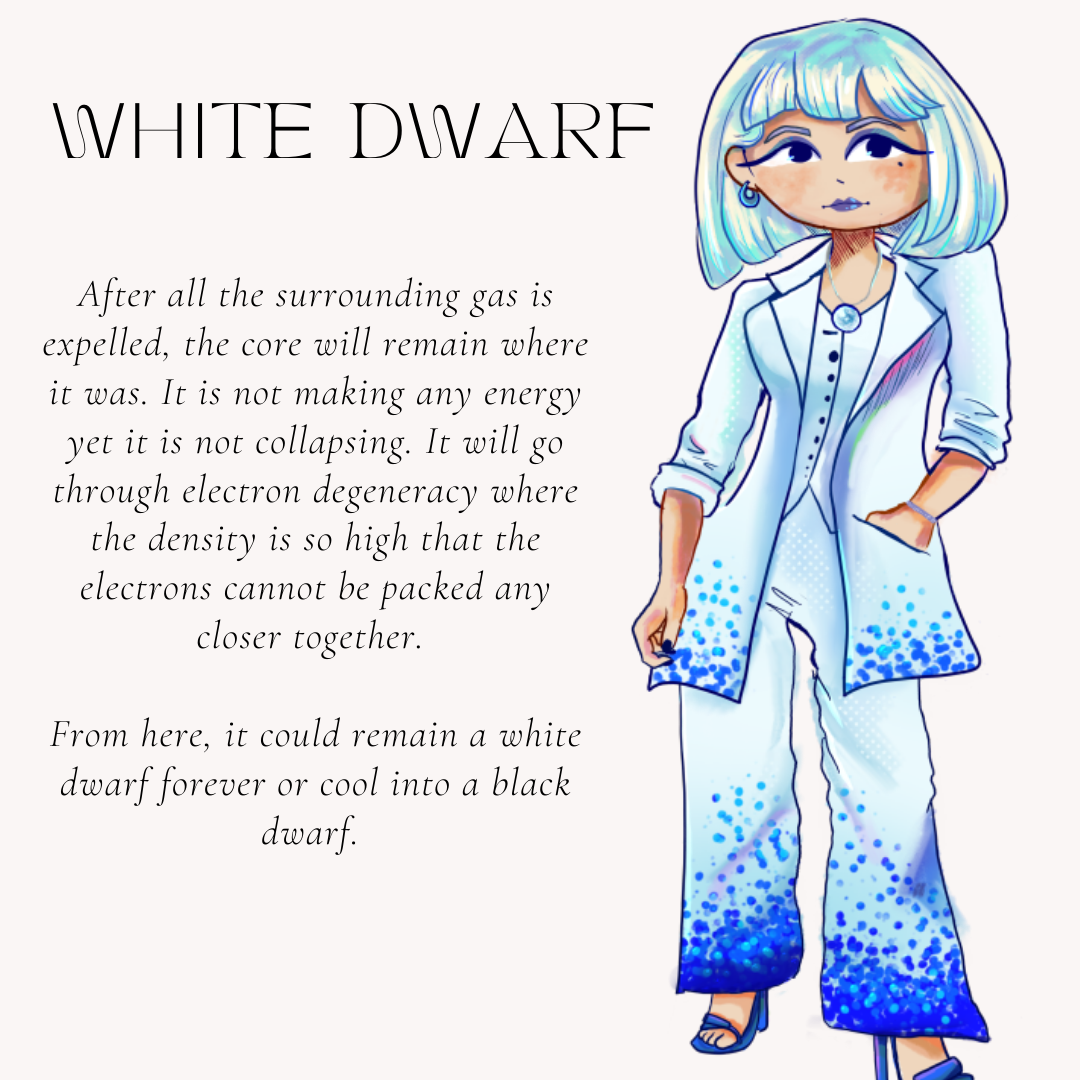 WHITE DWARF
After all the surrounding gas is
expelled, the core will remain where
it was. It is not making any energy
yet it is not collapsing. It will go
through electron degeneracy where
the density is so high that the
electrons cannot be packed any
closer together.
From here, it could remain a white
dwarf forever or cool into a black
dwarf.